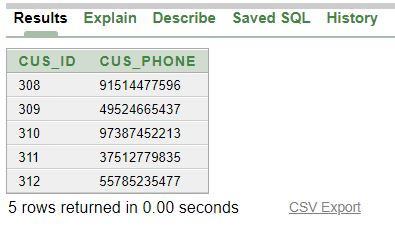 Results Explain Describe Saved SQL History
CUS_ID CUS_PHONE
308 91514477596
309 49524665437
310 97387452213
311 37512779835
312 55785235477
5 rows returned in 0.00 seconds CSV Export